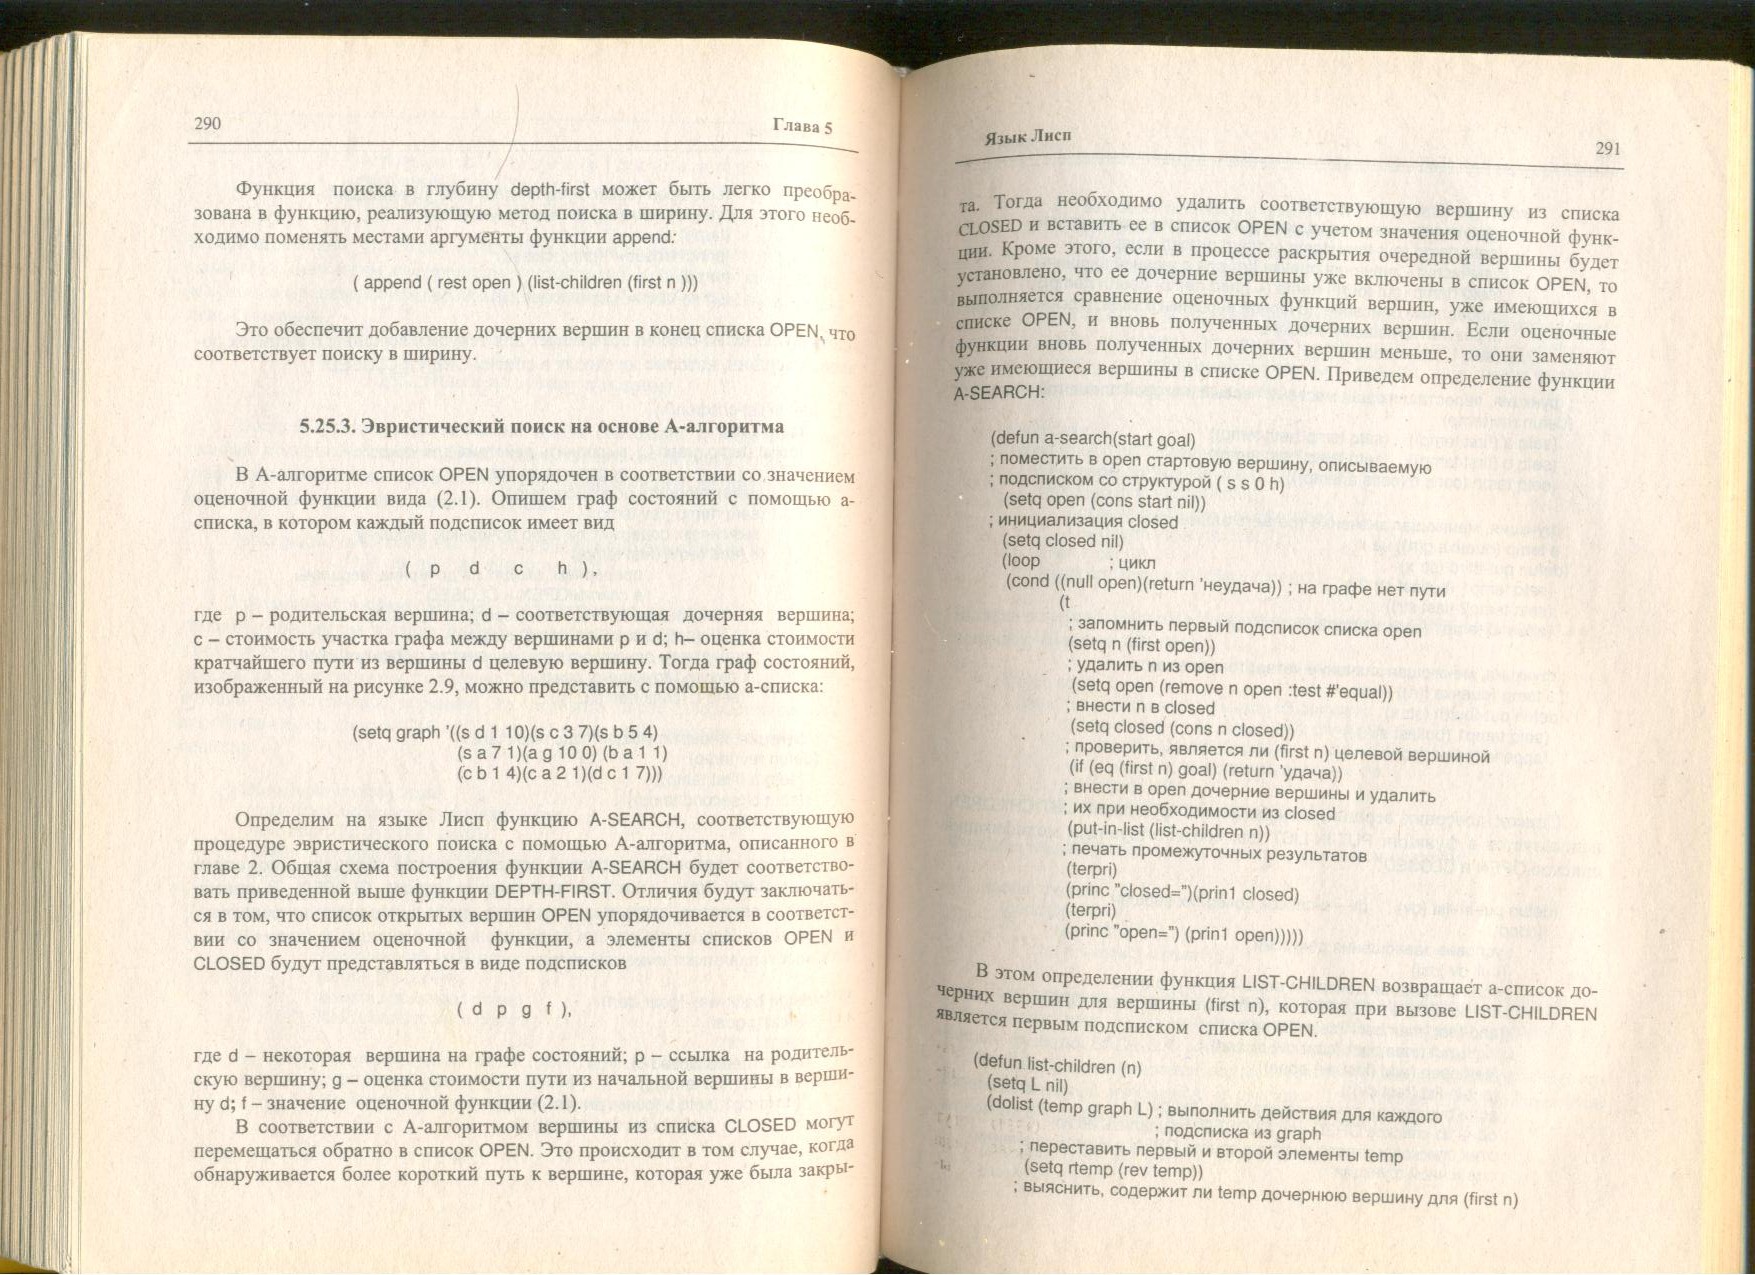 290
Глава 5
Функция поиска в глубину depth-first может быть легко преобра-
зована в функцию, реализующую метод поиска в ширину. Для этого необ-
ходимо поменять местами аргументы функции append:
( append ( rest open ) (list-children (first n )))
Это обеспечит добавление дочерних вершин в конец списка OPEN, что
соответствует поиску в ширину.
5.25.3. Эвристический поиск на основе А-алгоритма
В А-алгоритме список OPEN упорядочен в соответствии со значением
оценочной функции вида (2.1). Опишем граф состояний с помощью а-
списка, в котором каждый подсписок имеет вид
( p d c h ),
где p – родительская вершина; d – соответствующая дочерняя вершина;
c – стоимость участка графа между вершинами p и d; h– оценка стоимости
кратчайшего пути из вершины d целевую вершину. Тогда граф состояний,
изображенный на рисунке 2.9, можно представить с помощью а-списка:
(setq graph '((s d 1 10)(s c 3 7)(s b 5 4)
(s a 7 1)(a g 10 0) (b a 1 1)
(c b 1 4)(c a 2 1)(d c 1 7)))
Определим на языке Лисп функцию A-SEARCH, соответствующую
процедуре эвристического поиска с помощью А-алгоритма, описанного в
главе 2. Общая схема построения функции A-SEARCH будет соответство-
вать приведенной выше функции DEPTH-FIRST. Отличия будут заключать-
ся в том, что список открытых вершин OPEN упорядочивается в соответст-
вии со значением оценочной функции, а элементы списков OPEN и
CLOSED будут представляться в виде подсписков
( d p g f ),
где d – некоторая вершина на графе состояний; p – ссылка на родитель-
скую вершину; g – оценка стоимости пути из начальной вершины в верши-
ну d; f – значение оценочной функции (2.1).
В соответствии с А-алгоритмом вершины из списка CLOSED могут
перемещаться обратно в список OPEN. Это происходит в том случае, когда
обнаруживается более короткий путь к вершине, которая уже была закры-
Язык Лисп
291
та. Тогда необходимо удалить соответствующую вершину из списка
CLOSED и вставить ее в список OPEN с учетом значения оценочной функ-
ции. Кроме этого, если в процессе раскрытия очередной вершины будет
установлено, что ее дочерние вершины уже включены в список OPEN, то
выполняется сравнение оценочных функций вершин, уже имеющихся в
списке OPEN, и вновь полученных дочерних вершин. Если оценочные
функции вновь полученных дочерних вершин меньше, то они заменяют
уже имеющиеся вершины в списке OPEN. Приведем определение функции
A-SEARCH:
(defun a-search(start goal)
; поместить в open стартовую вершину, описываемую
; подсписком со структурой ( s s 0 h)
(setq open (cons start nil))
; инициализация closed
(setq closed nil)
(loop ; цикл
(cond ((null open)(return 'неудача)) ; на графе нет пути
(t
; запомнить первый подсписок списка open
(setq n (first open))
; удалить n из open
(setq open (remove n open :test #'equal))
; внести n в closed
(setq closed (cons n closed))
; проверить, является ли (first n) целевой вершиной
(if (eq (first n) goal) (return 'удача))
; внести в open дочерние вершины и удалить
; их при необходимости из closed
(put-in-list (list-children n))
; печать промежуточных результатов
(terpri)
(princ "closed=")(prin1 closed)
(terpri)
(princ "open=") (prin1 open)))))
В этом определении функция LIST-CHILDREN возвращает а-список до-
черних вершин для вершины (first n), которая при вызове LIST-CHILDREN
является первым подсписком списка OPEN.
(defun list-children (n)
(setq L nil)
(dolist (temp graph L) ; выполнить действия для каждого
; подсписка из graph
; переставить первый и второй элементы temp
(setq rtemp (rev temp))
; выяснить, содержит ли temp дочернюю вершину для (first n)